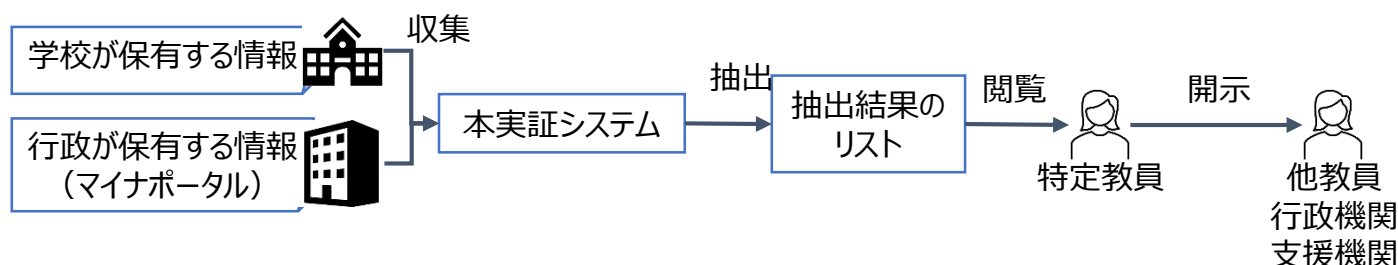 学校が保有する情報
収集
行政が保有する情報
（マイナポータル）
本実証システム
抽出
抽出結果の
リスト
閲覧
特定教員
開示
他教員
行政機関
支援機関